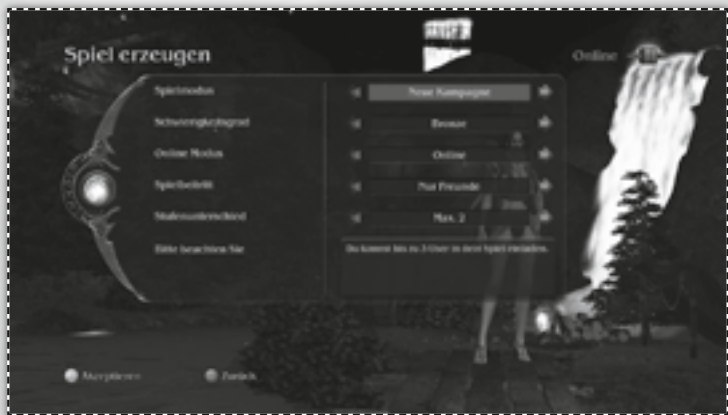 Spiel erzeugen
Online
Spielmodus
Neue Kampagne
Schwierigkeitsgrad
Bronze
Online Modus
Online
Spielbeitritt
Nur Freunde
Stufenunterschied
Max. 2
Bitte beachten Sie
Du kannst bis zu 3 User in dein Spiel einladen.
Akzeptieren
Zurück